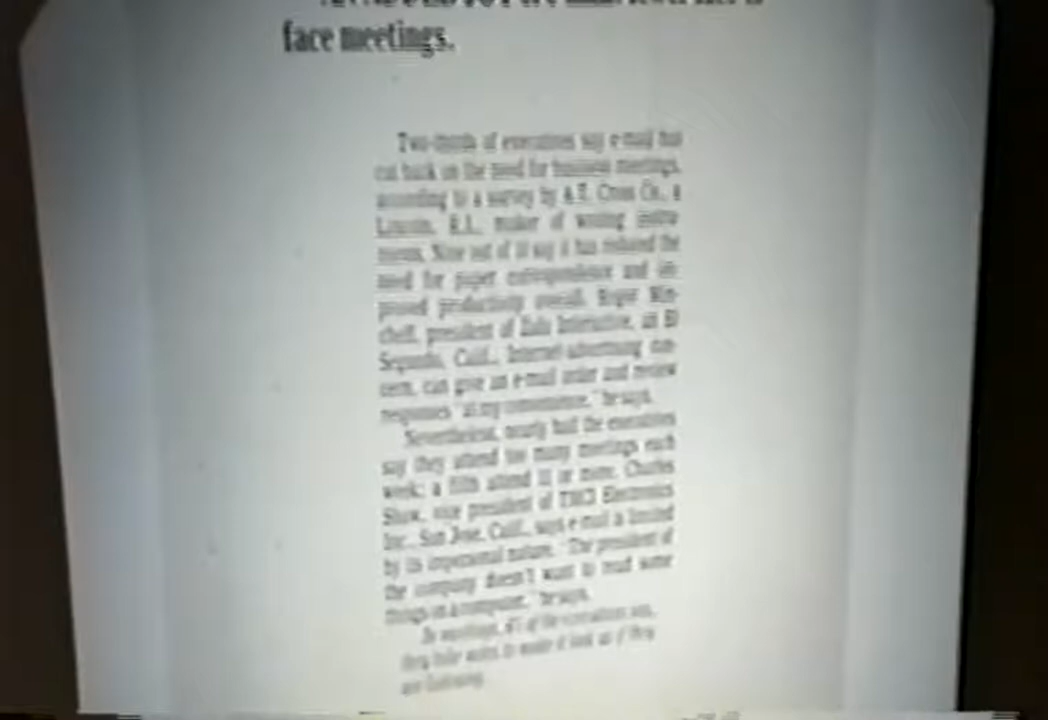 face meetings.
Two-thirds of executives say e-mail has
cut back on the need for business meetings,
according to a survey by A.T. Cross Co., a
Lincoln, R.I., maker of writing instru-
ments. Nine out of 10 say it has reduced the
need for paper correspondence and im-
proved productivity overall. Roger
president of Interactive, an El
Segundo, Calif., Internet-advertising con-
cern, can give an e-mail order and review
responses "at my convenience," he says.
Nevertheless, nearly half the executives
say they attend too many meetings each
week; a fifth attend 11 or more. Charles
Shaw, vice president of Electronics
Inc., San Jose, Calif., says e-mail is limited
by its impersonal nature. "The president of
the company doesn't want to read some
things on a computer," he says.
In meetings, of the executives say,
they take notes to make it look as if they
are listening.